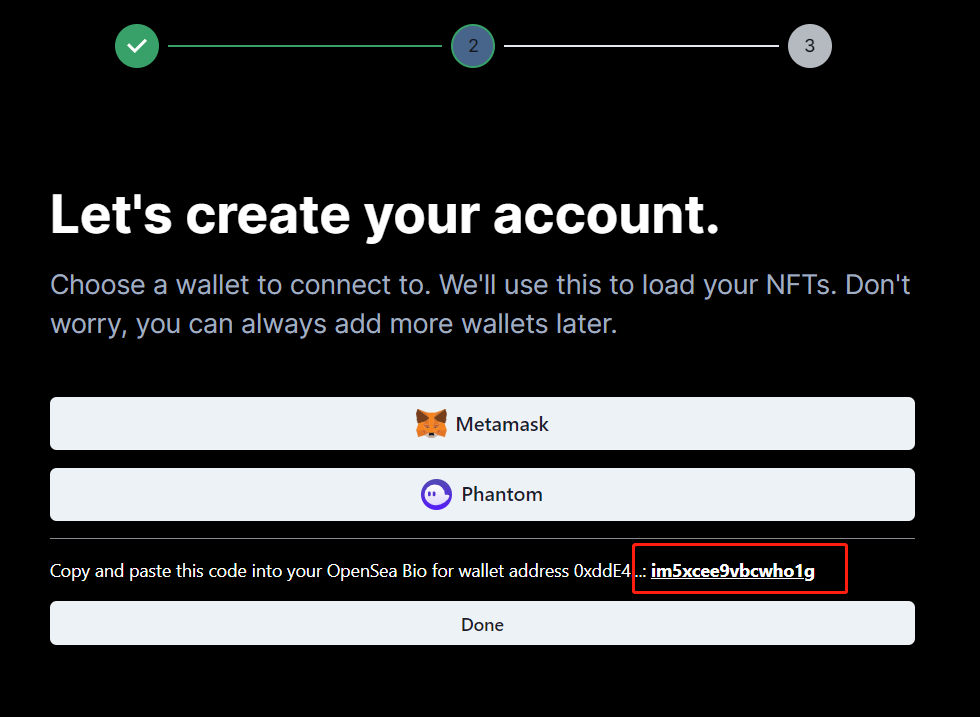 2
3
Let's create your account.
Choose a wallet to connect to. We'll use this to load your NFTs. Don't
worry, you can always add more wallets later.
Metamask
Phantom
Copy and paste this code into your OpenSea Bio for wallet address 0xddE4...: im5xcee9vbcwho1g
Done